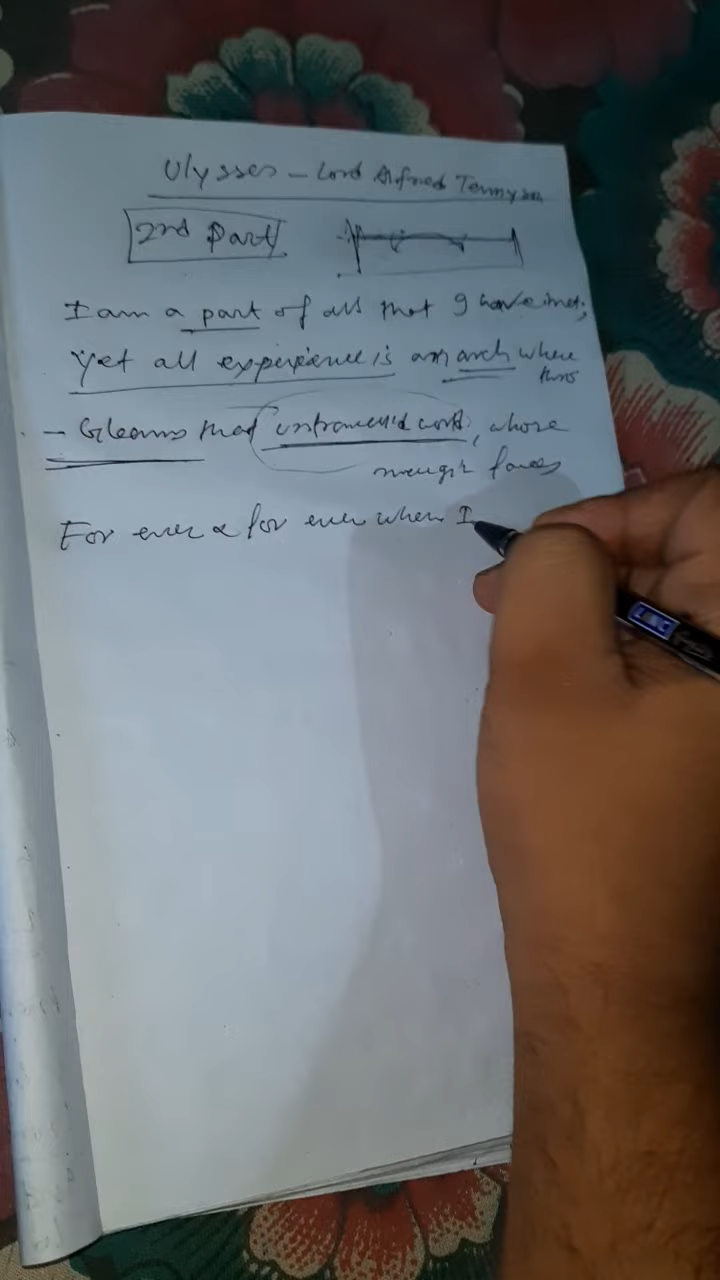 Ulysses – Lord Alfred Tennyson
2nd Part
I am a part of all that I have met;
Yet all experience is an arch where
thro
– Gleams that untravell'd world, whose
margin fades
For ever & for ever when I